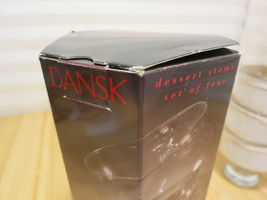 DANSK
dessert stems
set of four